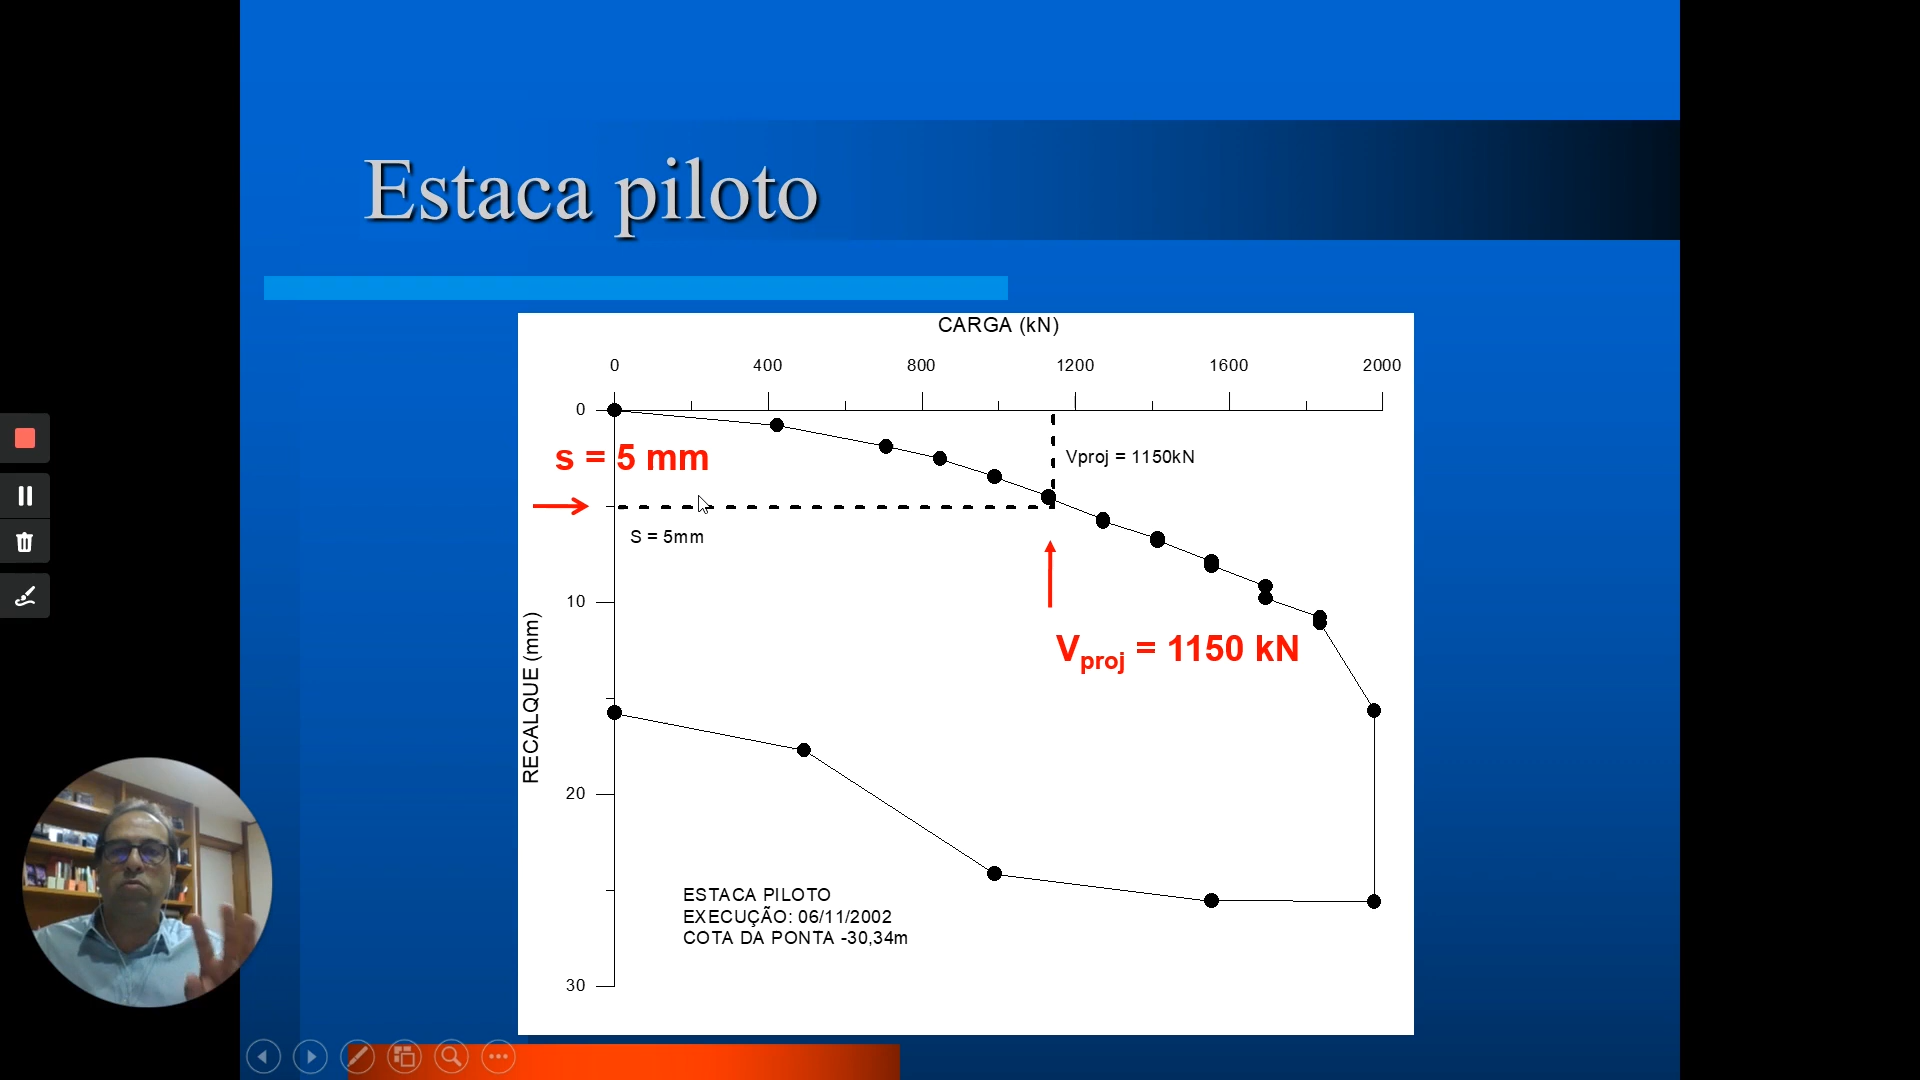 Estaca piloto
CARGA (kN)
0 400 800 1200 1600 2000
0
s = 5 mm
Vproj = 1150kN
S = 5mm
10
Vproj = 1150 kN
RECALQUE (mm)
20
ESTACA PILOTO
EXECUÇÃO: 06/11/2002
COTA DA PONTA -30,34m
30